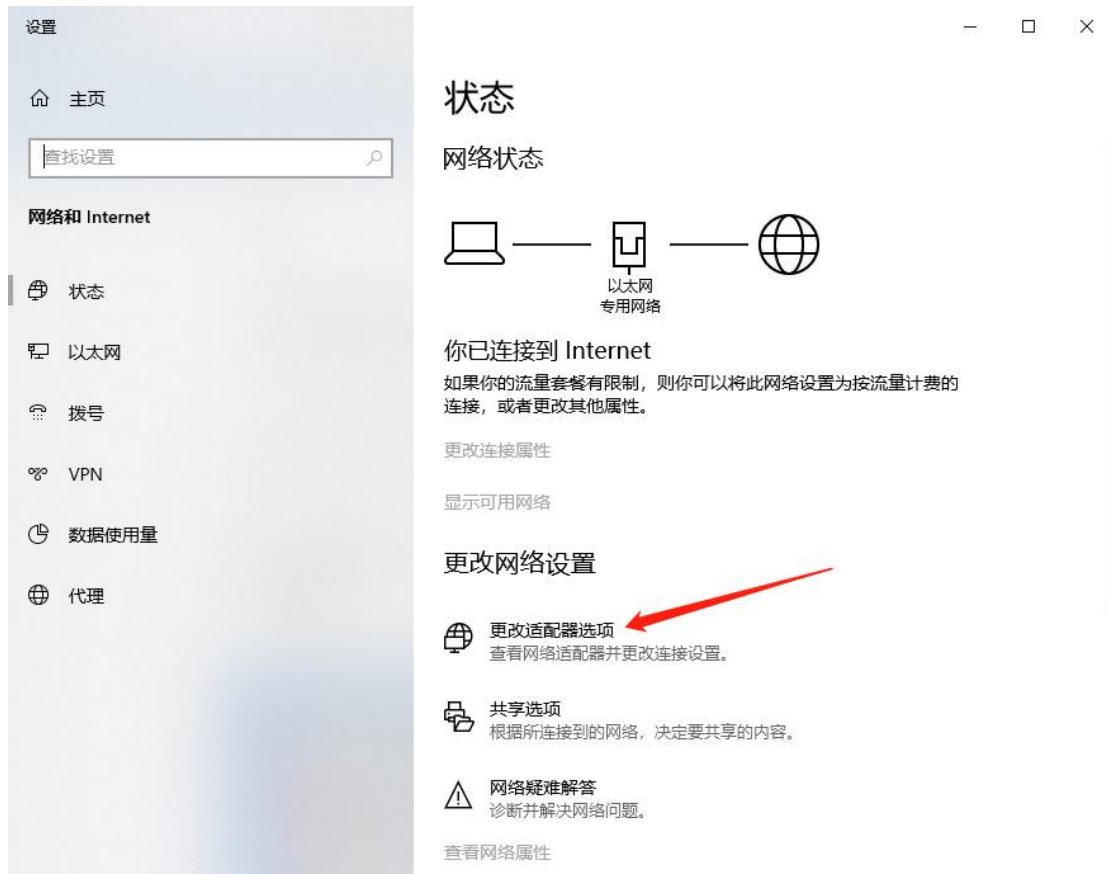 设置
主页
查找设置
网络和 Internet
状态
以太网
拨号
VPN
数据使用量
代理
状态
网络状态
以太网
专用网络
你已连接到 Internet
如果你的流量套餐有限制，则你可以将此网络设置为按流量计费的
连接，或者更改其他属性。
更改连接属性
显示可用网络
更改网络设置
更改适配器选项
查看网络适配器并更改连接设置。
共享选项
根据所连接到的网络，决定要共享的内容。
网络疑难解答
诊断并解决网络问题。
查看网络属性